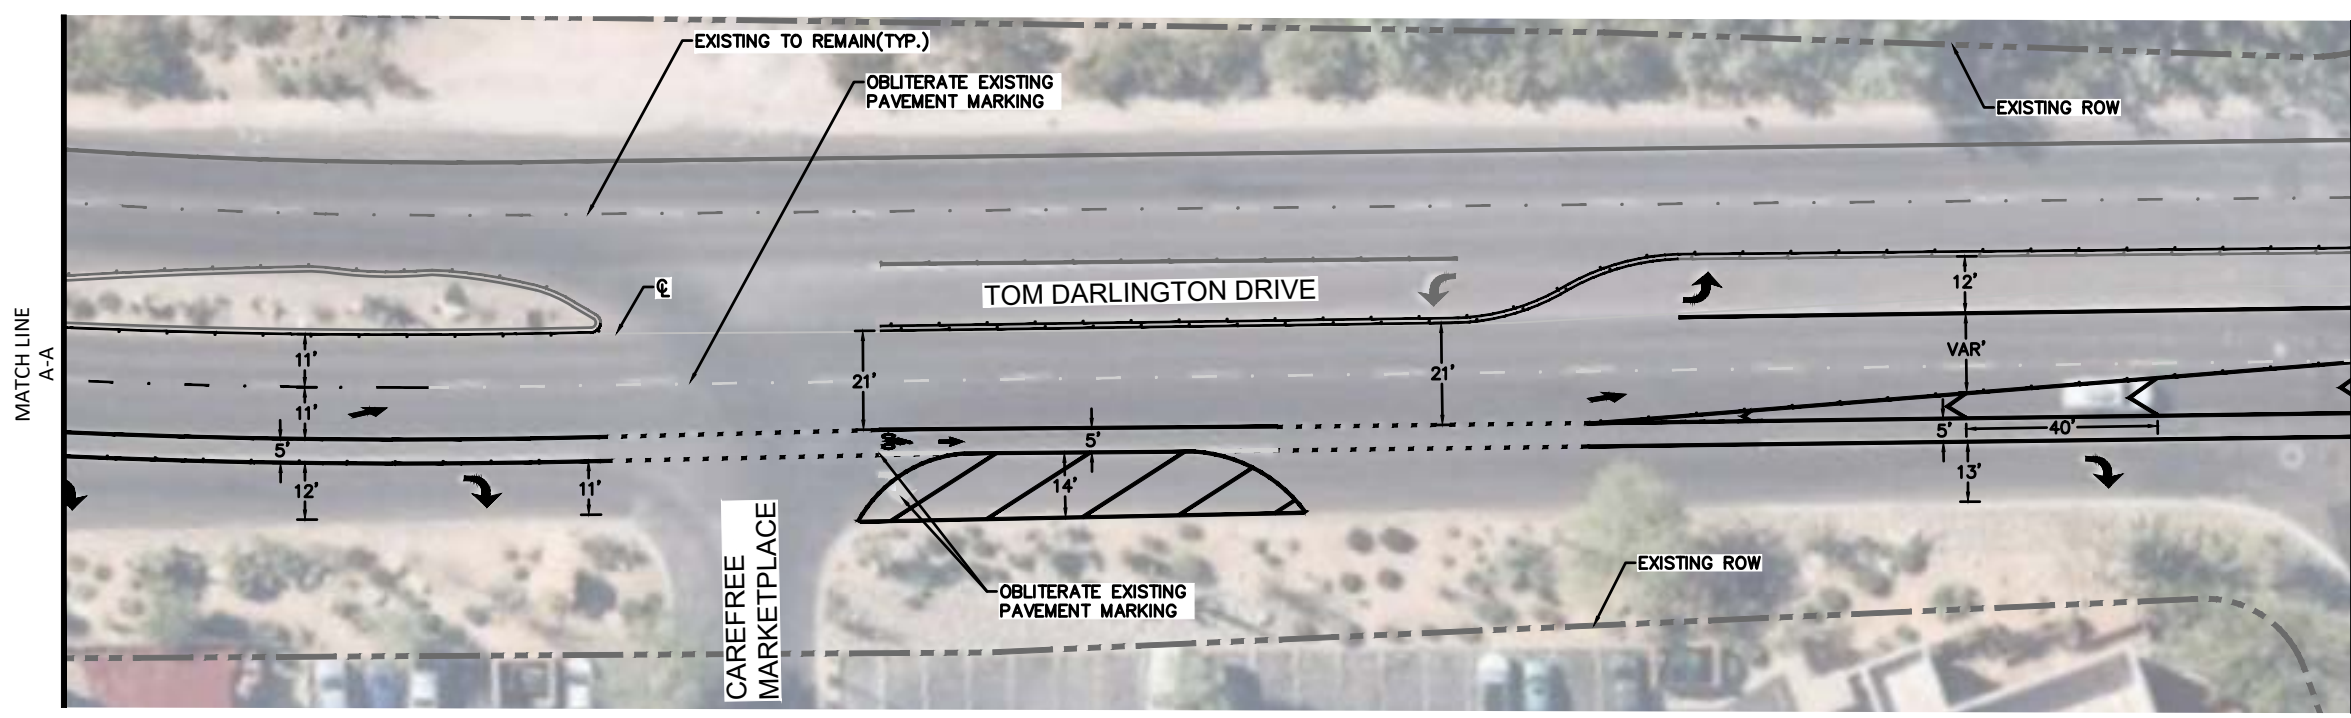 EXISTING TO REMAIN(TYP.)
OBLITERATE EXISTING
PAVEMENT MARKING
EXISTING ROW
MATCH LINE
A-A
℄
TOM DARLINGTON DRIVE
12'
11'
VAR'
21'
21'
11'
5'
5'
5'
40'
12'
11'
14'
13'
CAREFREE
MARKETPLACE
OBLITERATE EXISTING
PAVEMENT MARKING
EXISTING ROW